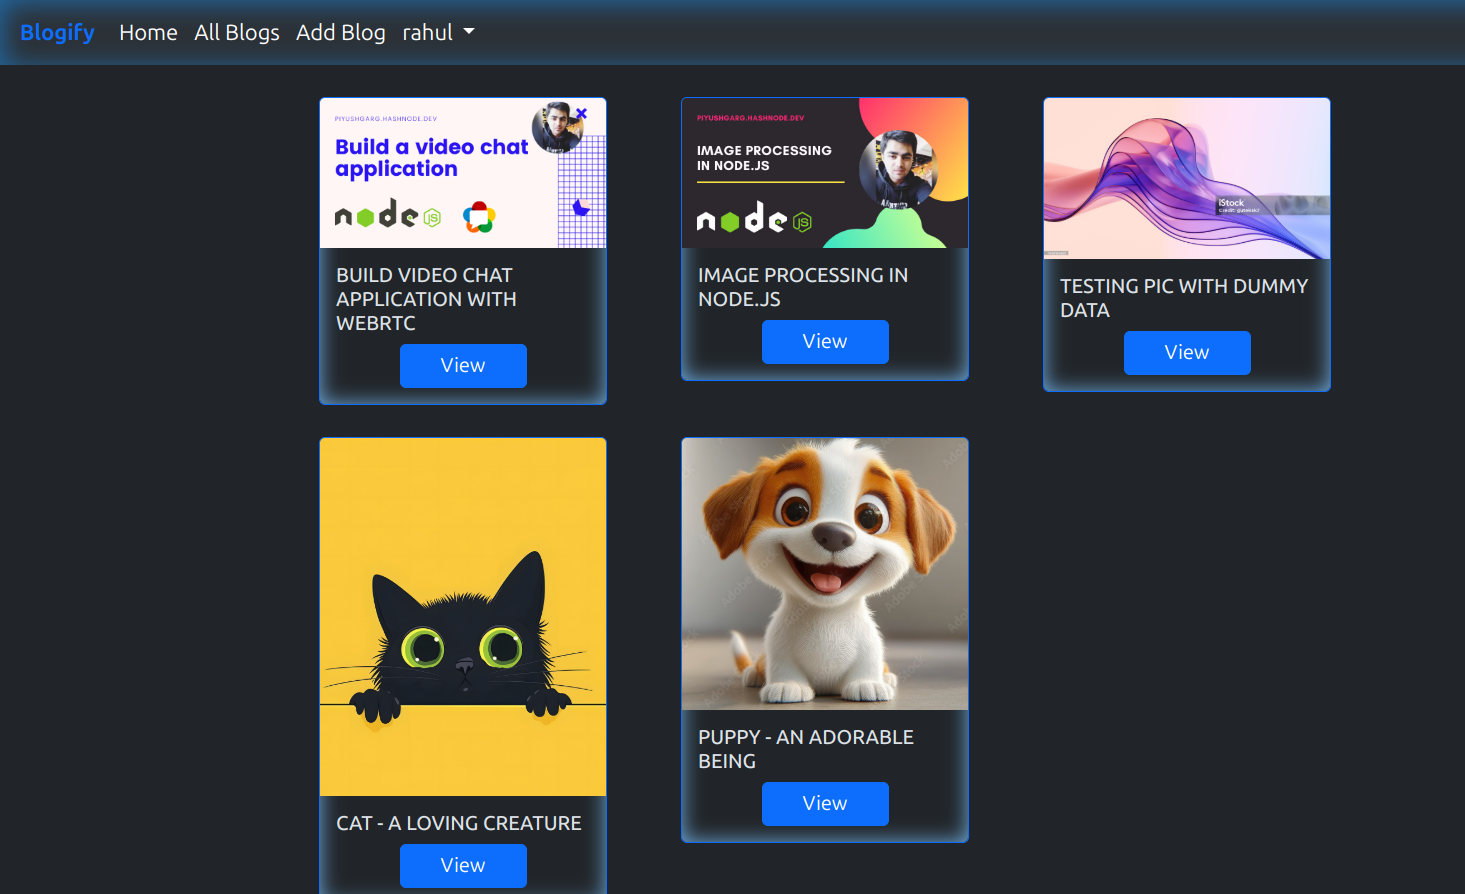 Blogify Home All Blogs Add Blog rahul
PIYUSHGARG.HASHNODE.DEV
Build a video chat
application
node JS
BUILD VIDEO CHAT
APPLICATION WITH
WEBRTC
View
PIYUSHGARG.HASHNODE.DEV
IMAGE PROCESSING
IN NODE.JS
node JS
IMAGE PROCESSING IN
NODE.JS
View
iStock
TESTING PIC WITH DUMMY
DATA
View
CAT - A LOVING CREATURE
View
Adobe Stock
PUPPY - AN ADORABLE
BEING
View